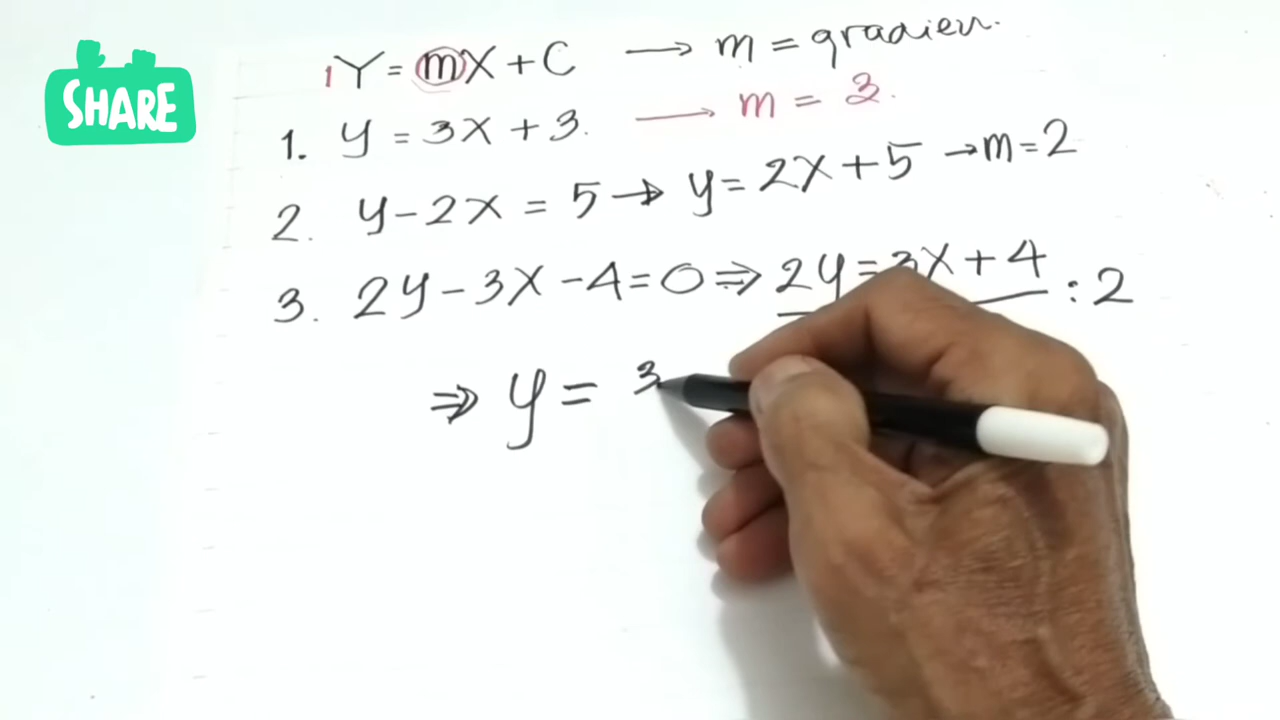 SHARE
1Y = mX + C → m = gradien.
1. y = 3X + 3. → m = 3.
2. y - 2X = 5 → y = 2X + 5 → m = 2
3. 2y - 3X - 4 = 0 ⇒ 2y = 3X + 4 : 2
⇒ y = 3